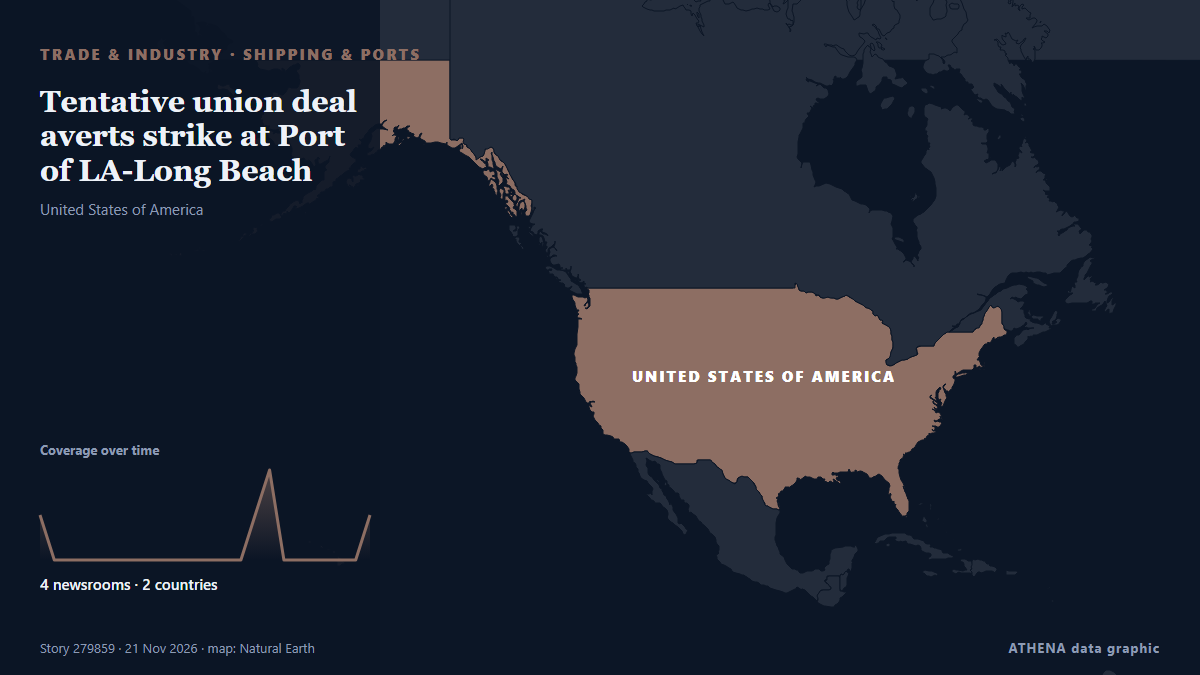 TRADE & INDUSTRY · SHIPPING & PORTS
Tentative union deal
averts strike at Port
of LA-Long Beach
United States of America
UNITED STATES OF AMERICA
Coverage over time
4 newsrooms · 2 countries
Story 279859 · 21 Nov 2026 · map: Natural Earth
ATHENA data graphic